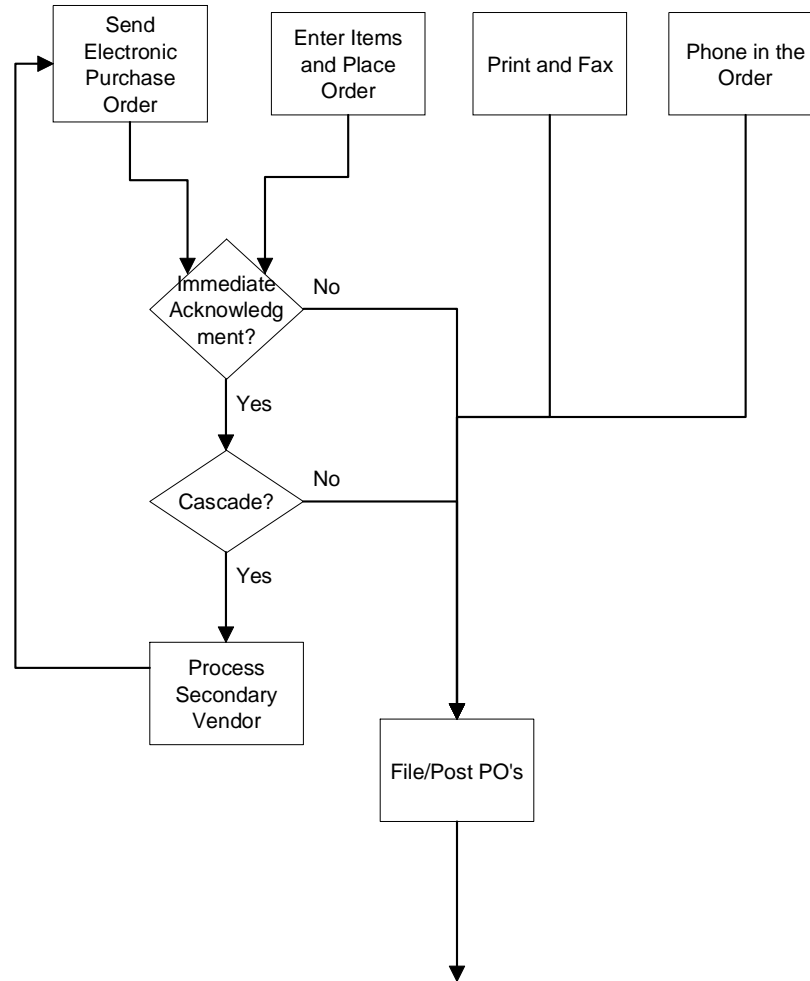 Send
Electronic
Purchase
Order
Enter Items
and Place
Order
Print and Fax
Phone in the
Order
Immediate
Acknowledg
ment?
No
Yes
Cascade?
No
Yes
Process
Secondary
Vendor
File/Post PO's